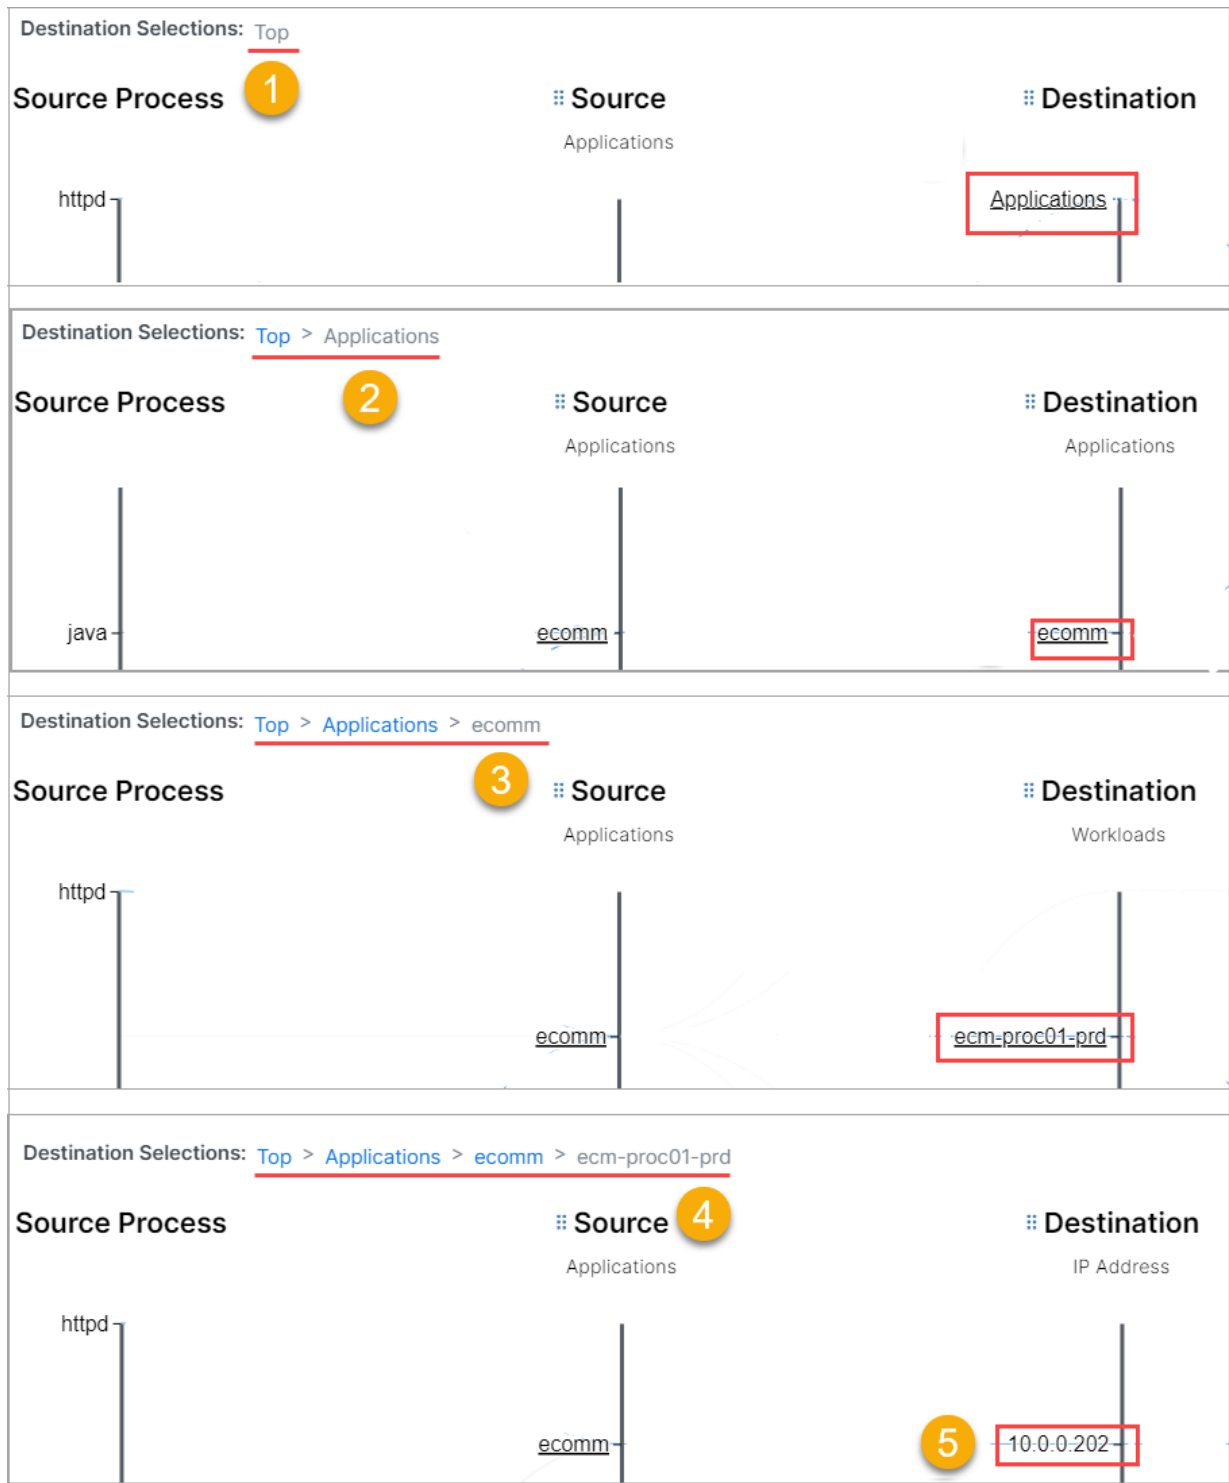 Destination Selections: Top
1
Source Process Source Destination
Applications
httpd Applications
Destination Selections: Top > Applications
2
Source Process Source Destination
Applications Applications
java ecomm ecomm
Destination Selections: Top > Applications > ecomm
3
Source Process Source Destination
Applications Workloads
httpd
ecomm ecm-proc01-prd
Destination Selections: Top > Applications > ecomm > ecm-proc01-prd
4
Source Process Source Destination
Applications IP Address
httpd
ecomm 5 10.0.0.202